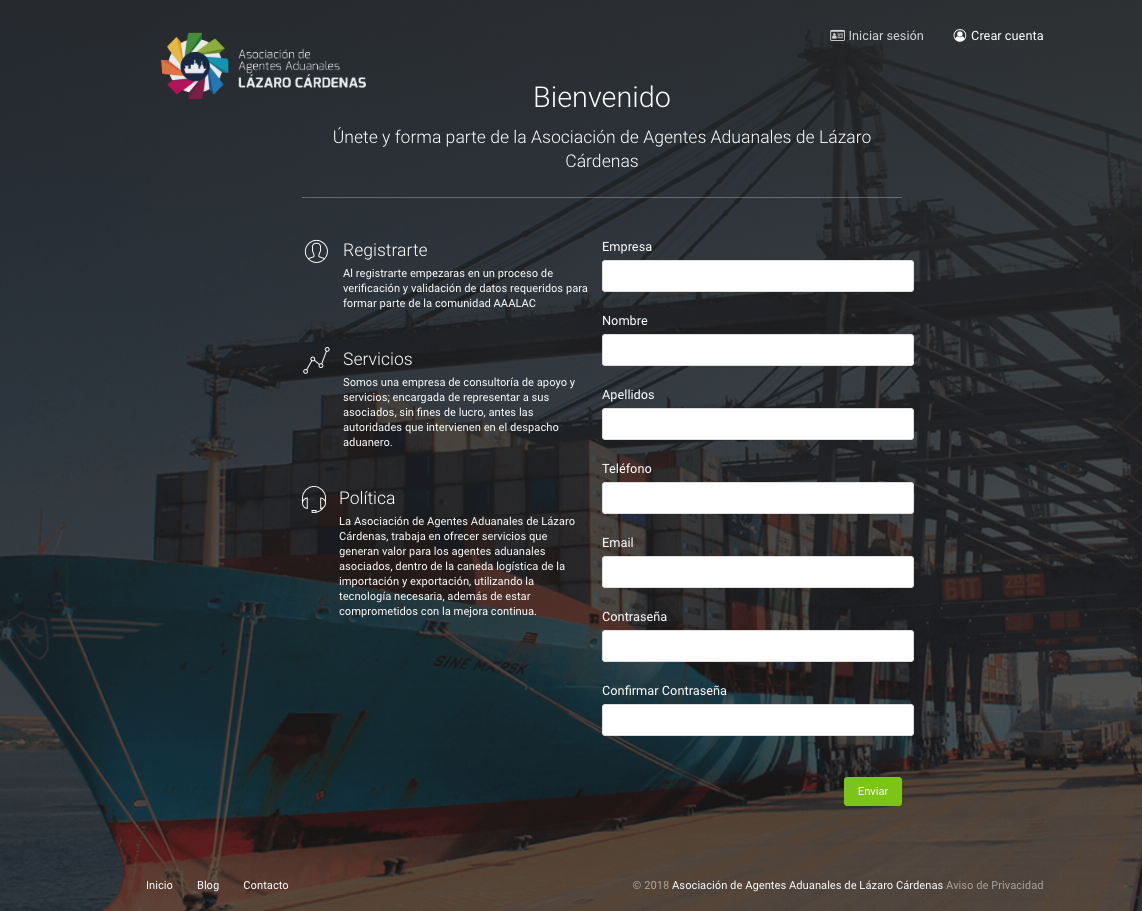 Asociación de
Agentes Aduanales
LÁZARO CÁRDENAS
Iniciar sesión
Crear cuenta
Bienvenido
Únete y forma parte de la Asociación de Agentes Aduanales de Lázaro
Cárdenas
Registrarte
Al registrarte empezaras en un proceso de
verificación y validación de datos requeridos para
formar parte de la comunidad AAALAC
Servicios
Somos una empresa de consultoría de apoyo y
servicios; encargada de representar a sus
asociados, sin fines de lucro, antes las
autoridades que intervienen en el despacho
aduanero.
Política
La Asociación de Agentes Aduanales de Lázaro
Cárdenas, trabaja en ofrecer servicios que
generan valor para los agentes aduanales
asociados, dentro de la caneda logística de la
importación y exportación, utilizando la
tecnología necesaria, además de estar
comprometidos con la mejora continua.
Empresa
Nombre
Apellidos
Teléfono
Email
Contraseña
Confirmar Contraseña
Enviar
SINE MÆRSK
Inicio
Blog
Contacto
© 2018 Asociación de Agentes Aduanales de Lázaro Cárdenas Aviso de Privacidad